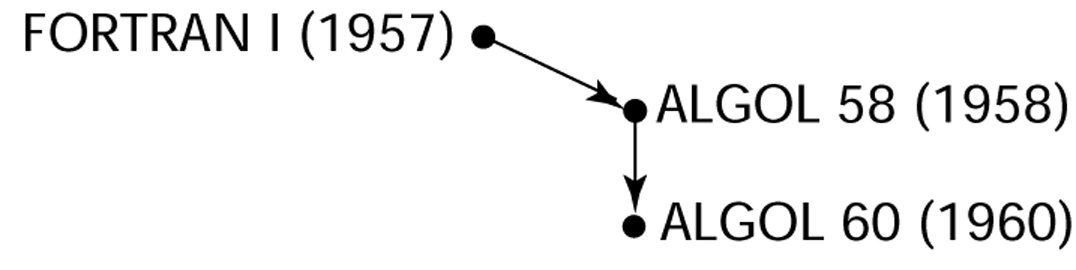 FORTRAN I (1957)
ALGOL 58 (1958)
ALGOL 60 (1960)